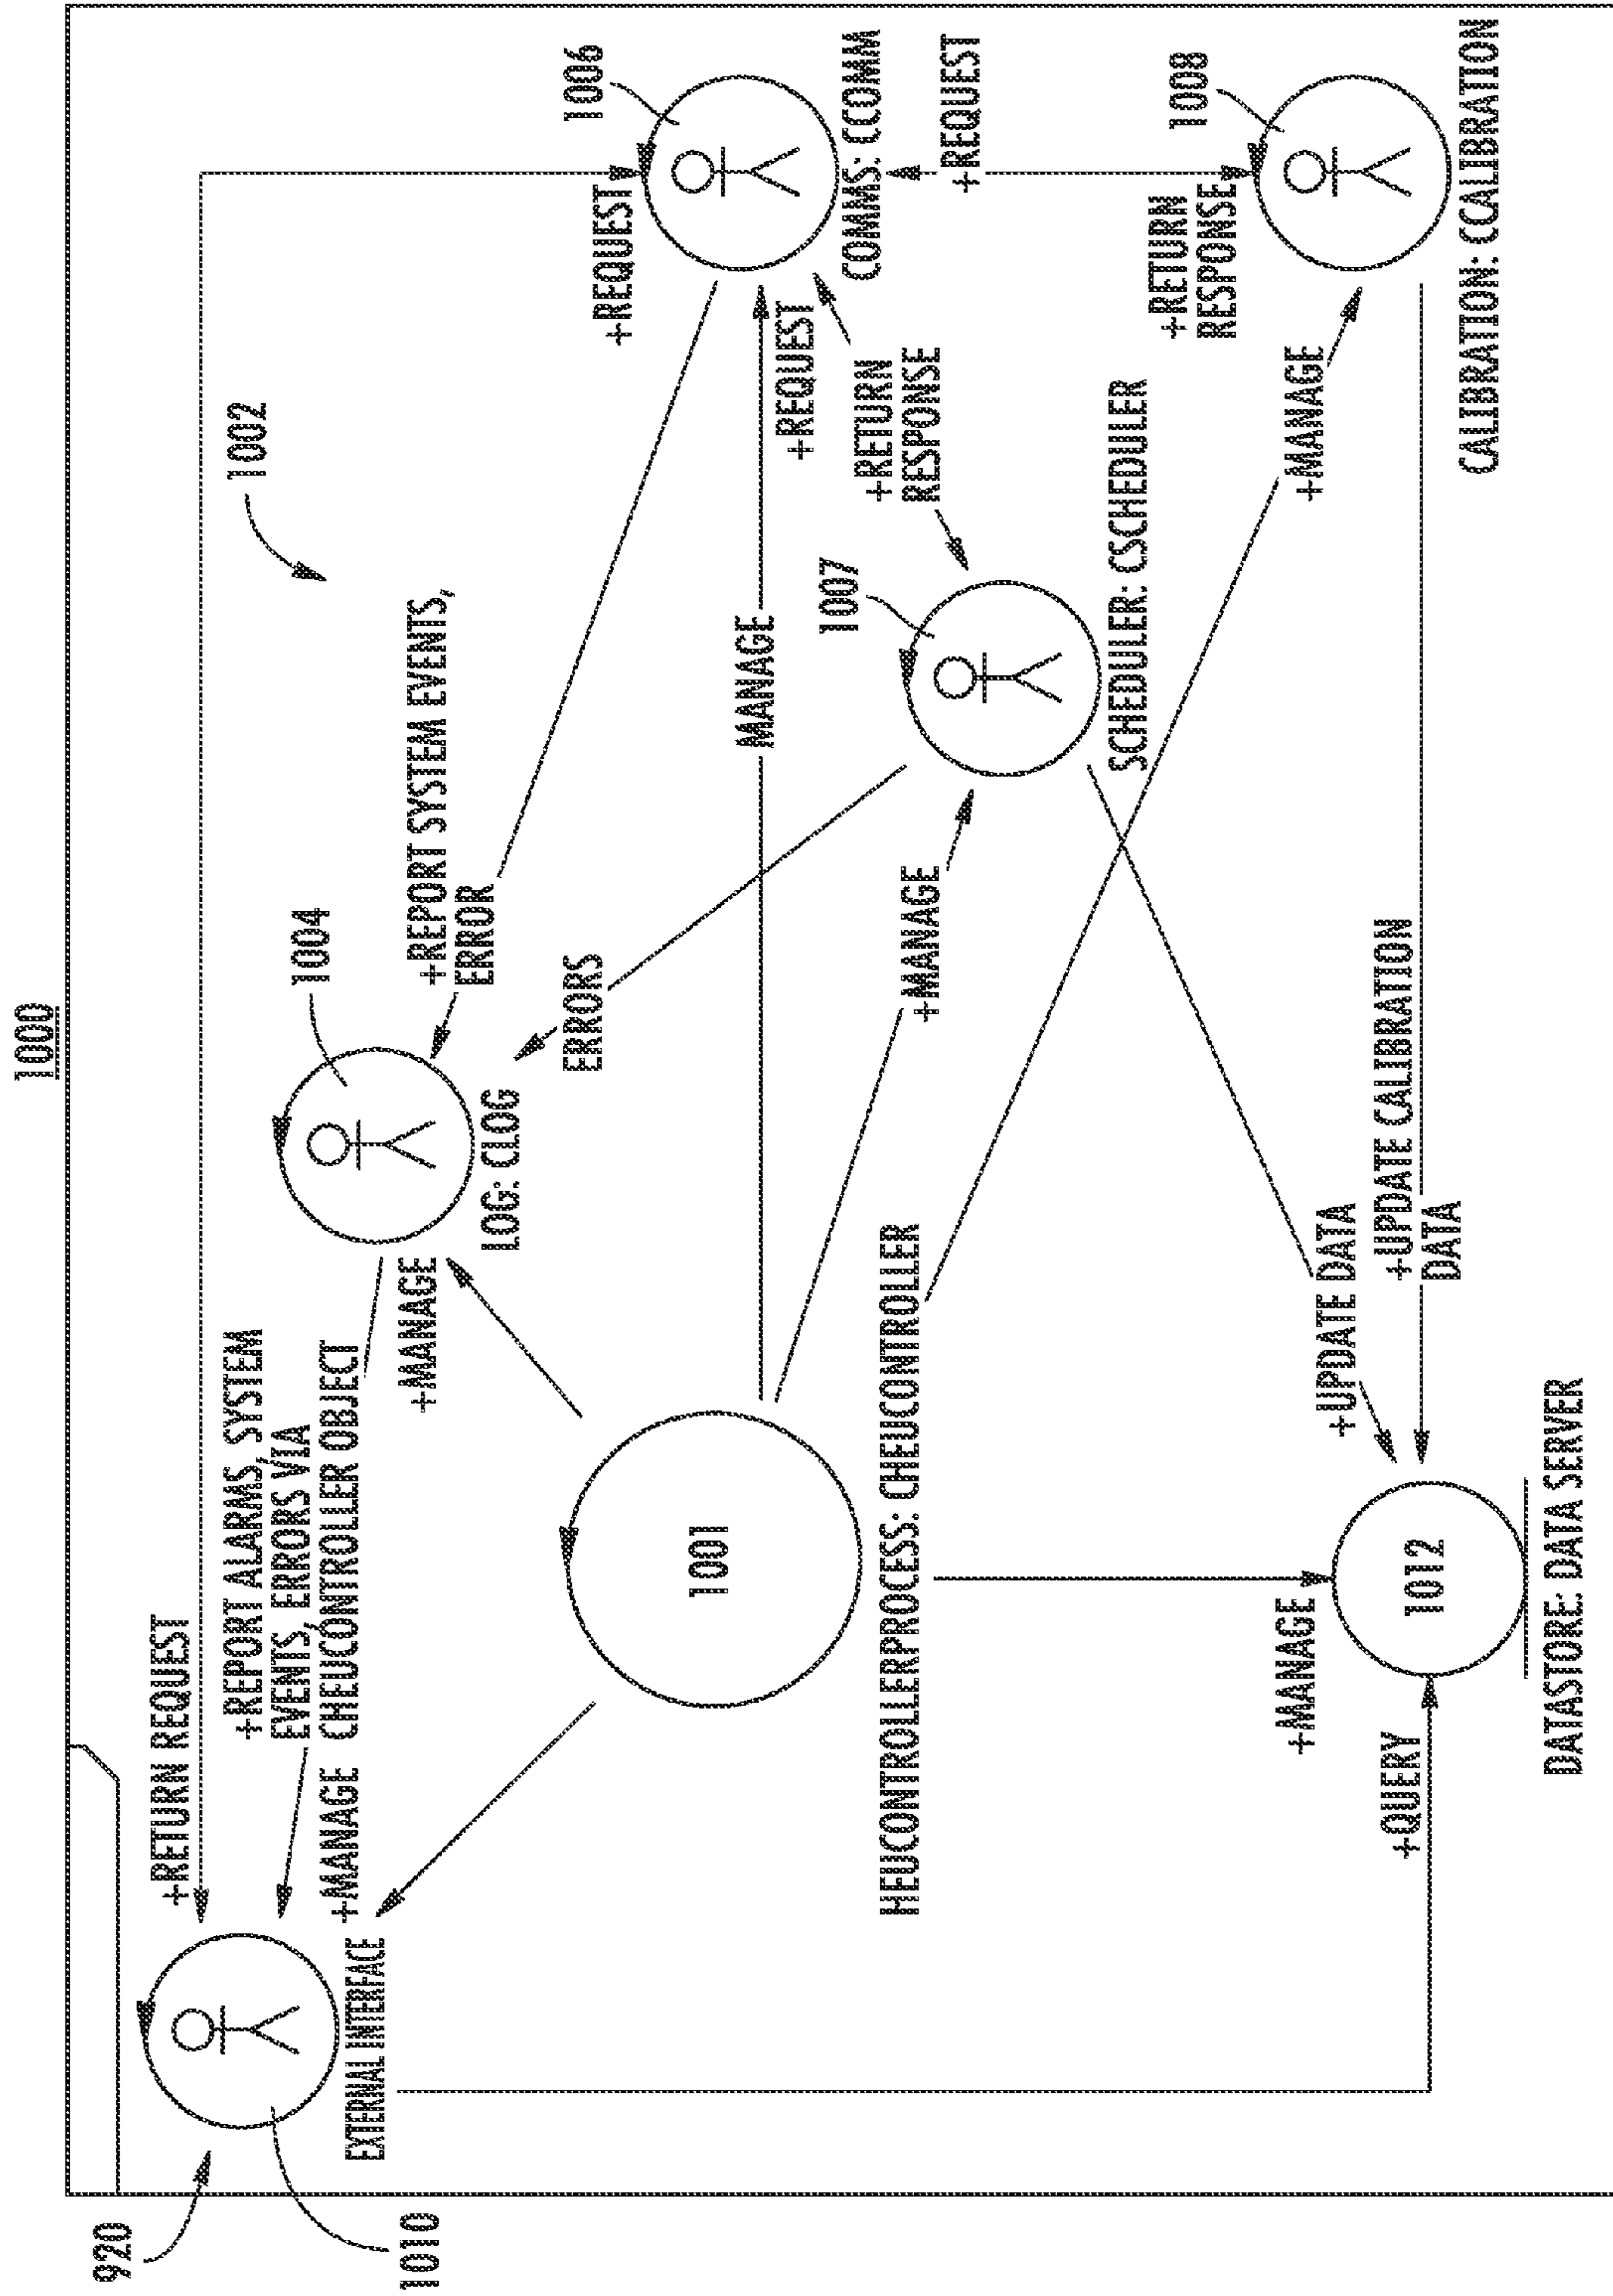 1000
920
1010
+RETURN REQUEST
+REPORT ALARMS, SYSTEM
EVENTS, ERRORS VIA
CHEUCONTROLLER OBJECT
+MANAGE
EXTERNAL INTERFACE
1002
1004
+MANAGE
LOG: CLOG
+REPORT SYSTEM EVENTS,
ERROR
ERRORS
1006
+REQUEST
COMMS: CCOMM
MANAGE
+REQUEST
+RETURN
RESPONSE
1007
SCHEDULER: CSCHEDULER
+MANAGE
1001
HEUCONTROLLERPROCESS: CHEUCONTROLLER
+REQUEST
+RETURN
RESPONSE
1008
+MANAGE
CALIBRATION: CCALIBRATION
+MANAGE
+QUERY
1012
+UPDATE DATA
+UPDATE CALIBRATION
DATA
DATASTORE: DATA SERVER